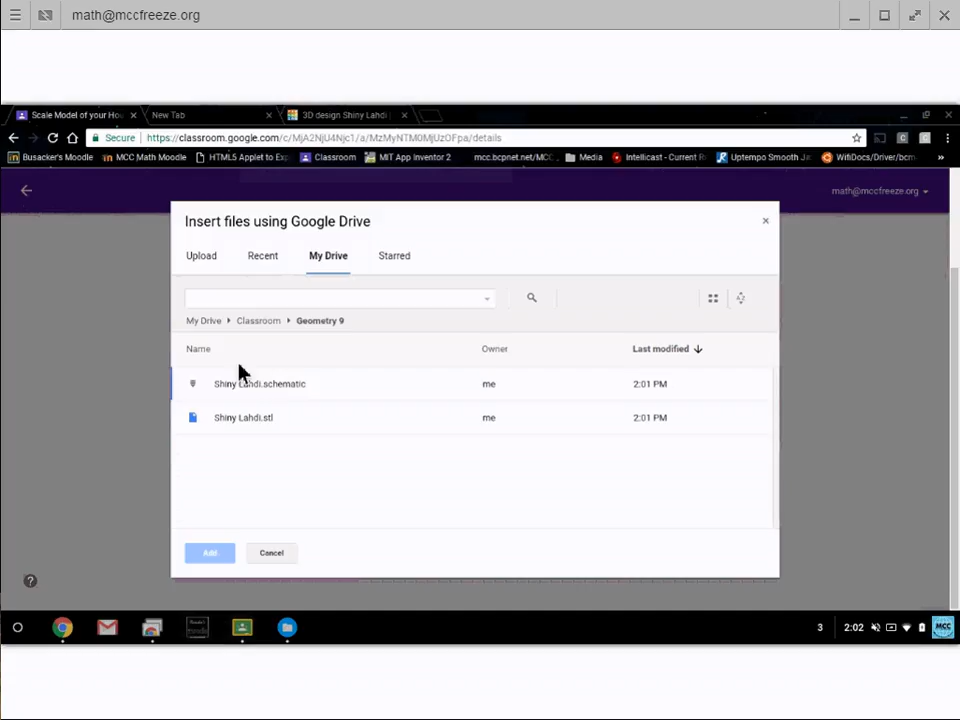 math@mccfreeze.org
Scale Model of your Ho
New Tab
3D design Shiny Lahdi
Secure
https://classroom.google.com/c/MjA2NjU4Njc1/a/MzMyNTM0MjUzOFpa/details
Busacker's Moodle
MCC Math Moodle
HTML5 Applet to Exp
Classroom
MIT App Inventor 2
mcc.bcpnet.net/MCC
Media
Intellicast - Current R
Uptempo Smooth Ja
WifiDocs/Driver/bcm
»
math@mccfreeze.org
Insert files using Google Drive
×
Upload
Recent
My Drive
Starred
My Drive
Classroom
Geometry 9
Name
Owner
Last modified
Shiny Lahdi.schematic
me
2:01 PM
Shiny Lahdi.stl
me
2:01 PM
Add
Cancel
?
3
2:02
MCC